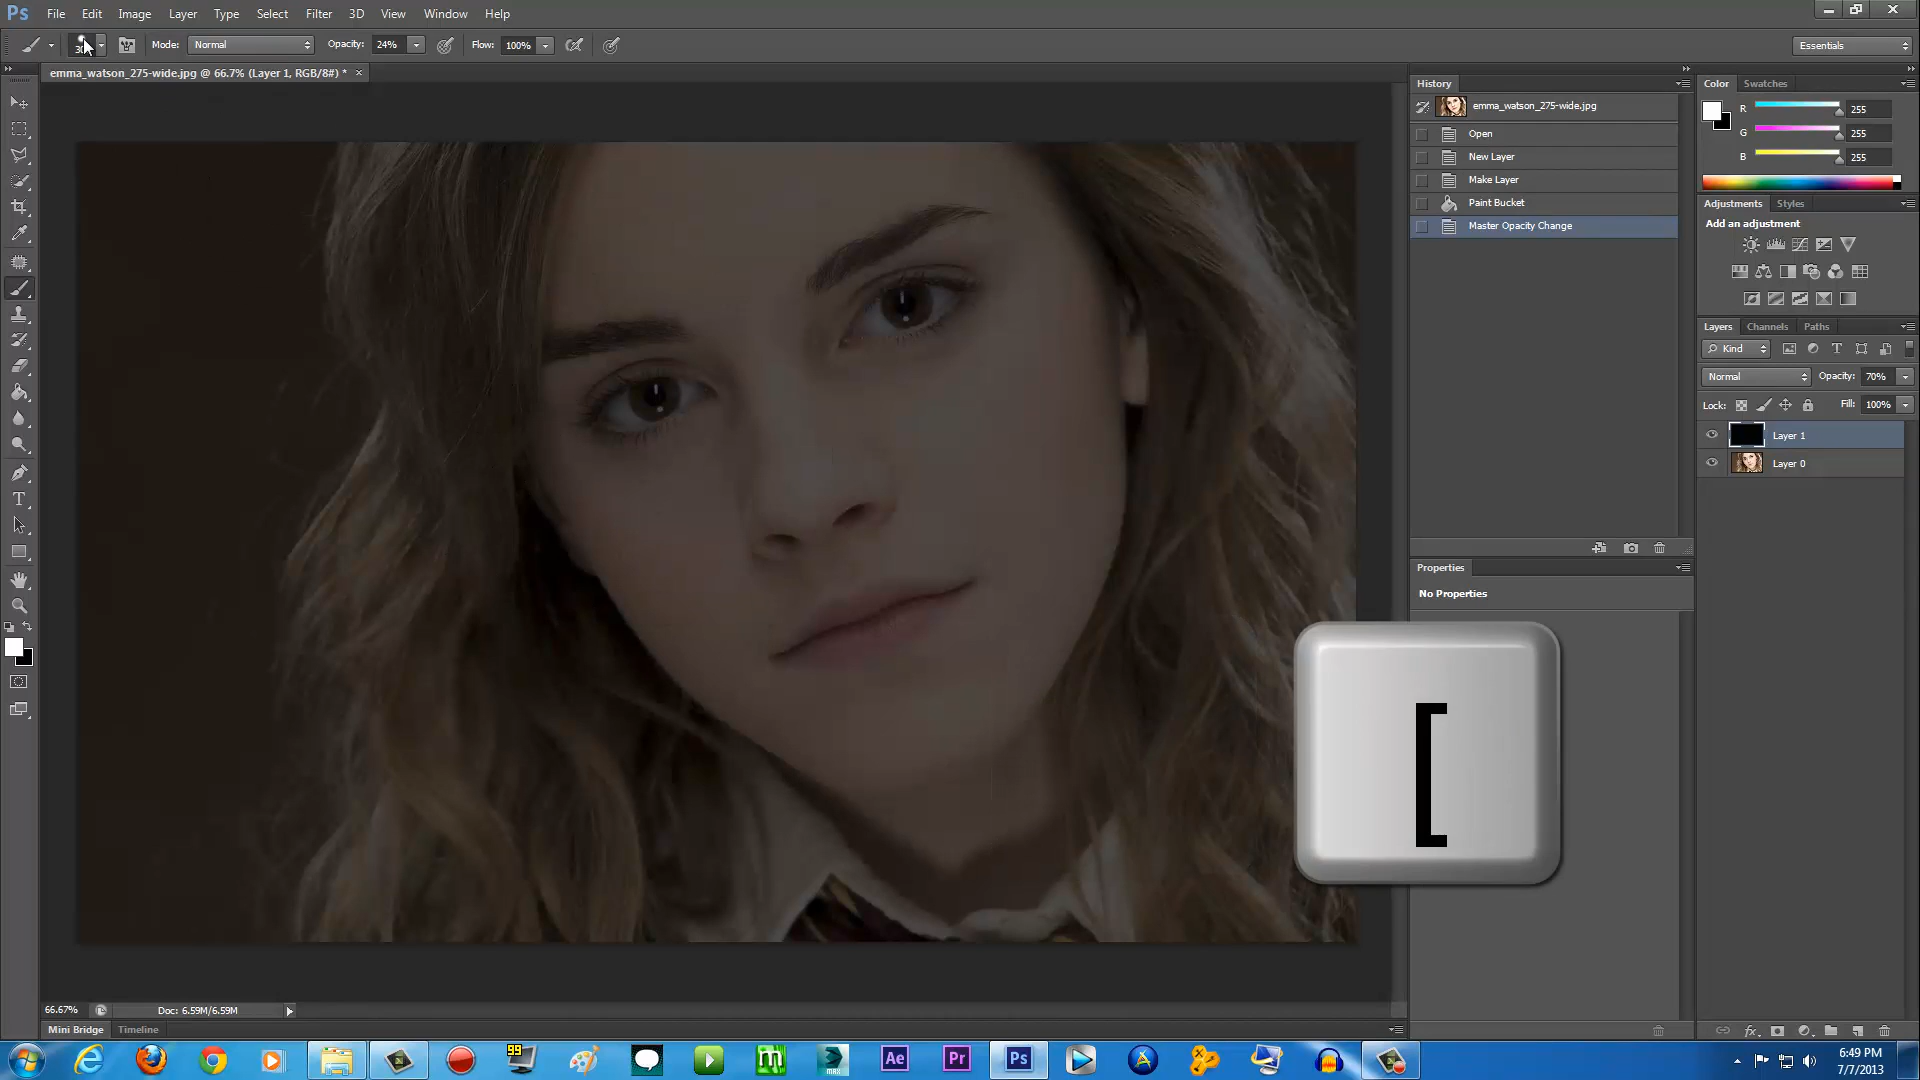 Ps File Edit Image Layer Type Select Filter 3D View Window Help
Mode: Normal Opacity: 24% Flow: 100% Essentials
emma_watson_275-wide.jpg @ 66.7% (Layer 1, RGB/8#) * ×
History
emma_watson_275-wide.jpg
Open
New Layer
Make Layer
Paint Bucket
Master Opacity Change
Properties
No Properties
Color Swatches
R 255
G 255
B 255
Adjustments Styles
Add an adjustment
Layers Channels Paths
Kind
Normal Opacity: 70%
Lock: Fill: 100%
Layer 1
Layer 0
fx
[
66.67% Doc: 6.59M/6.59M
Mini Bridge Timeline
99 m MAX Ae Pr Ps
6:49 PM
7/7/2013